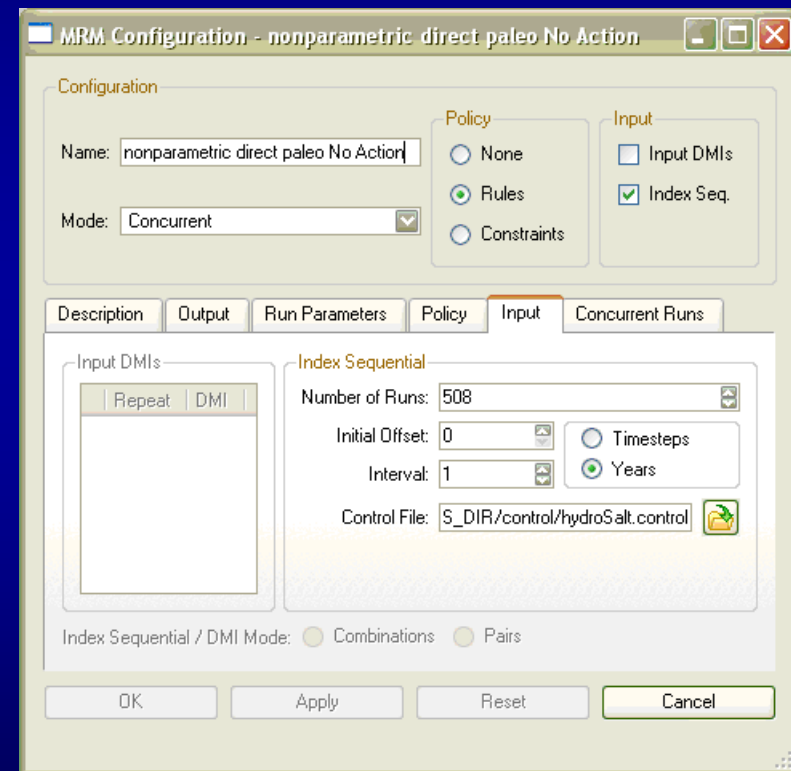 MRM Configuration - nonparametric direct paleo No Action
Configuration
Name: nonparametric direct paleo No Action
Mode: Concurrent
Policy
None
Rules
Constraints
Input
Input DMIs
Index Seq.
Description Output Run Parameters Policy Input Concurrent Runs
Input DMIs
Repeat DMI
Index Sequential
Number of Runs: 508
Initial Offset: 0
Interval: 1
Timesteps
Years
Control File: S_DIR/control/hydroSalt.control
Index Sequential / DMI Mode: Combinations Pairs
OK Apply Reset Cancel